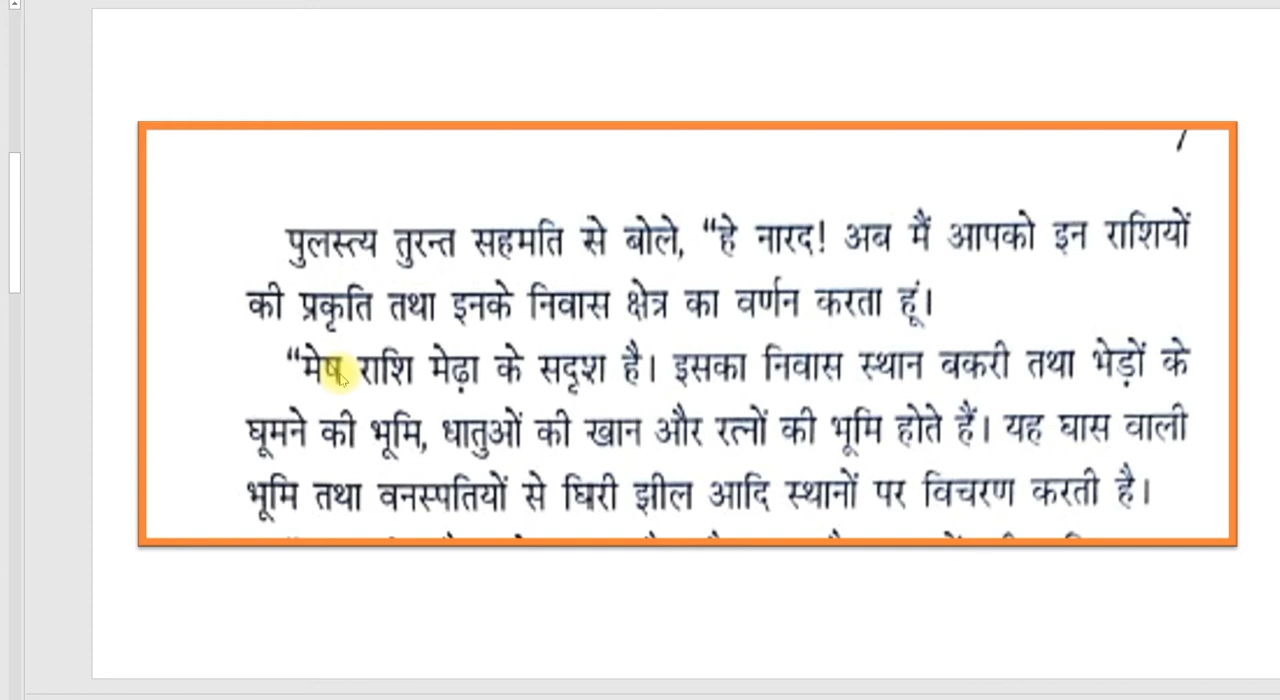 पुलस्त्य तुरन्त सहमति से बोले, “हे नारद! अब मैं आपको इन राशियों
की प्रकृति तथा इनके निवास क्षेत्र का वर्णन करता हूं।
“मेष राशि मेढ़ा के सदृश है। इसका निवास स्थान बकरी तथा भेड़ों के
घूमने की भूमि, धातुओं की खान और रत्नों की भूमि होते हैं। यह घास वाली
भूमि तथा वनस्पतियों से घिरी झील आदि स्थानों पर विचरण करती है।